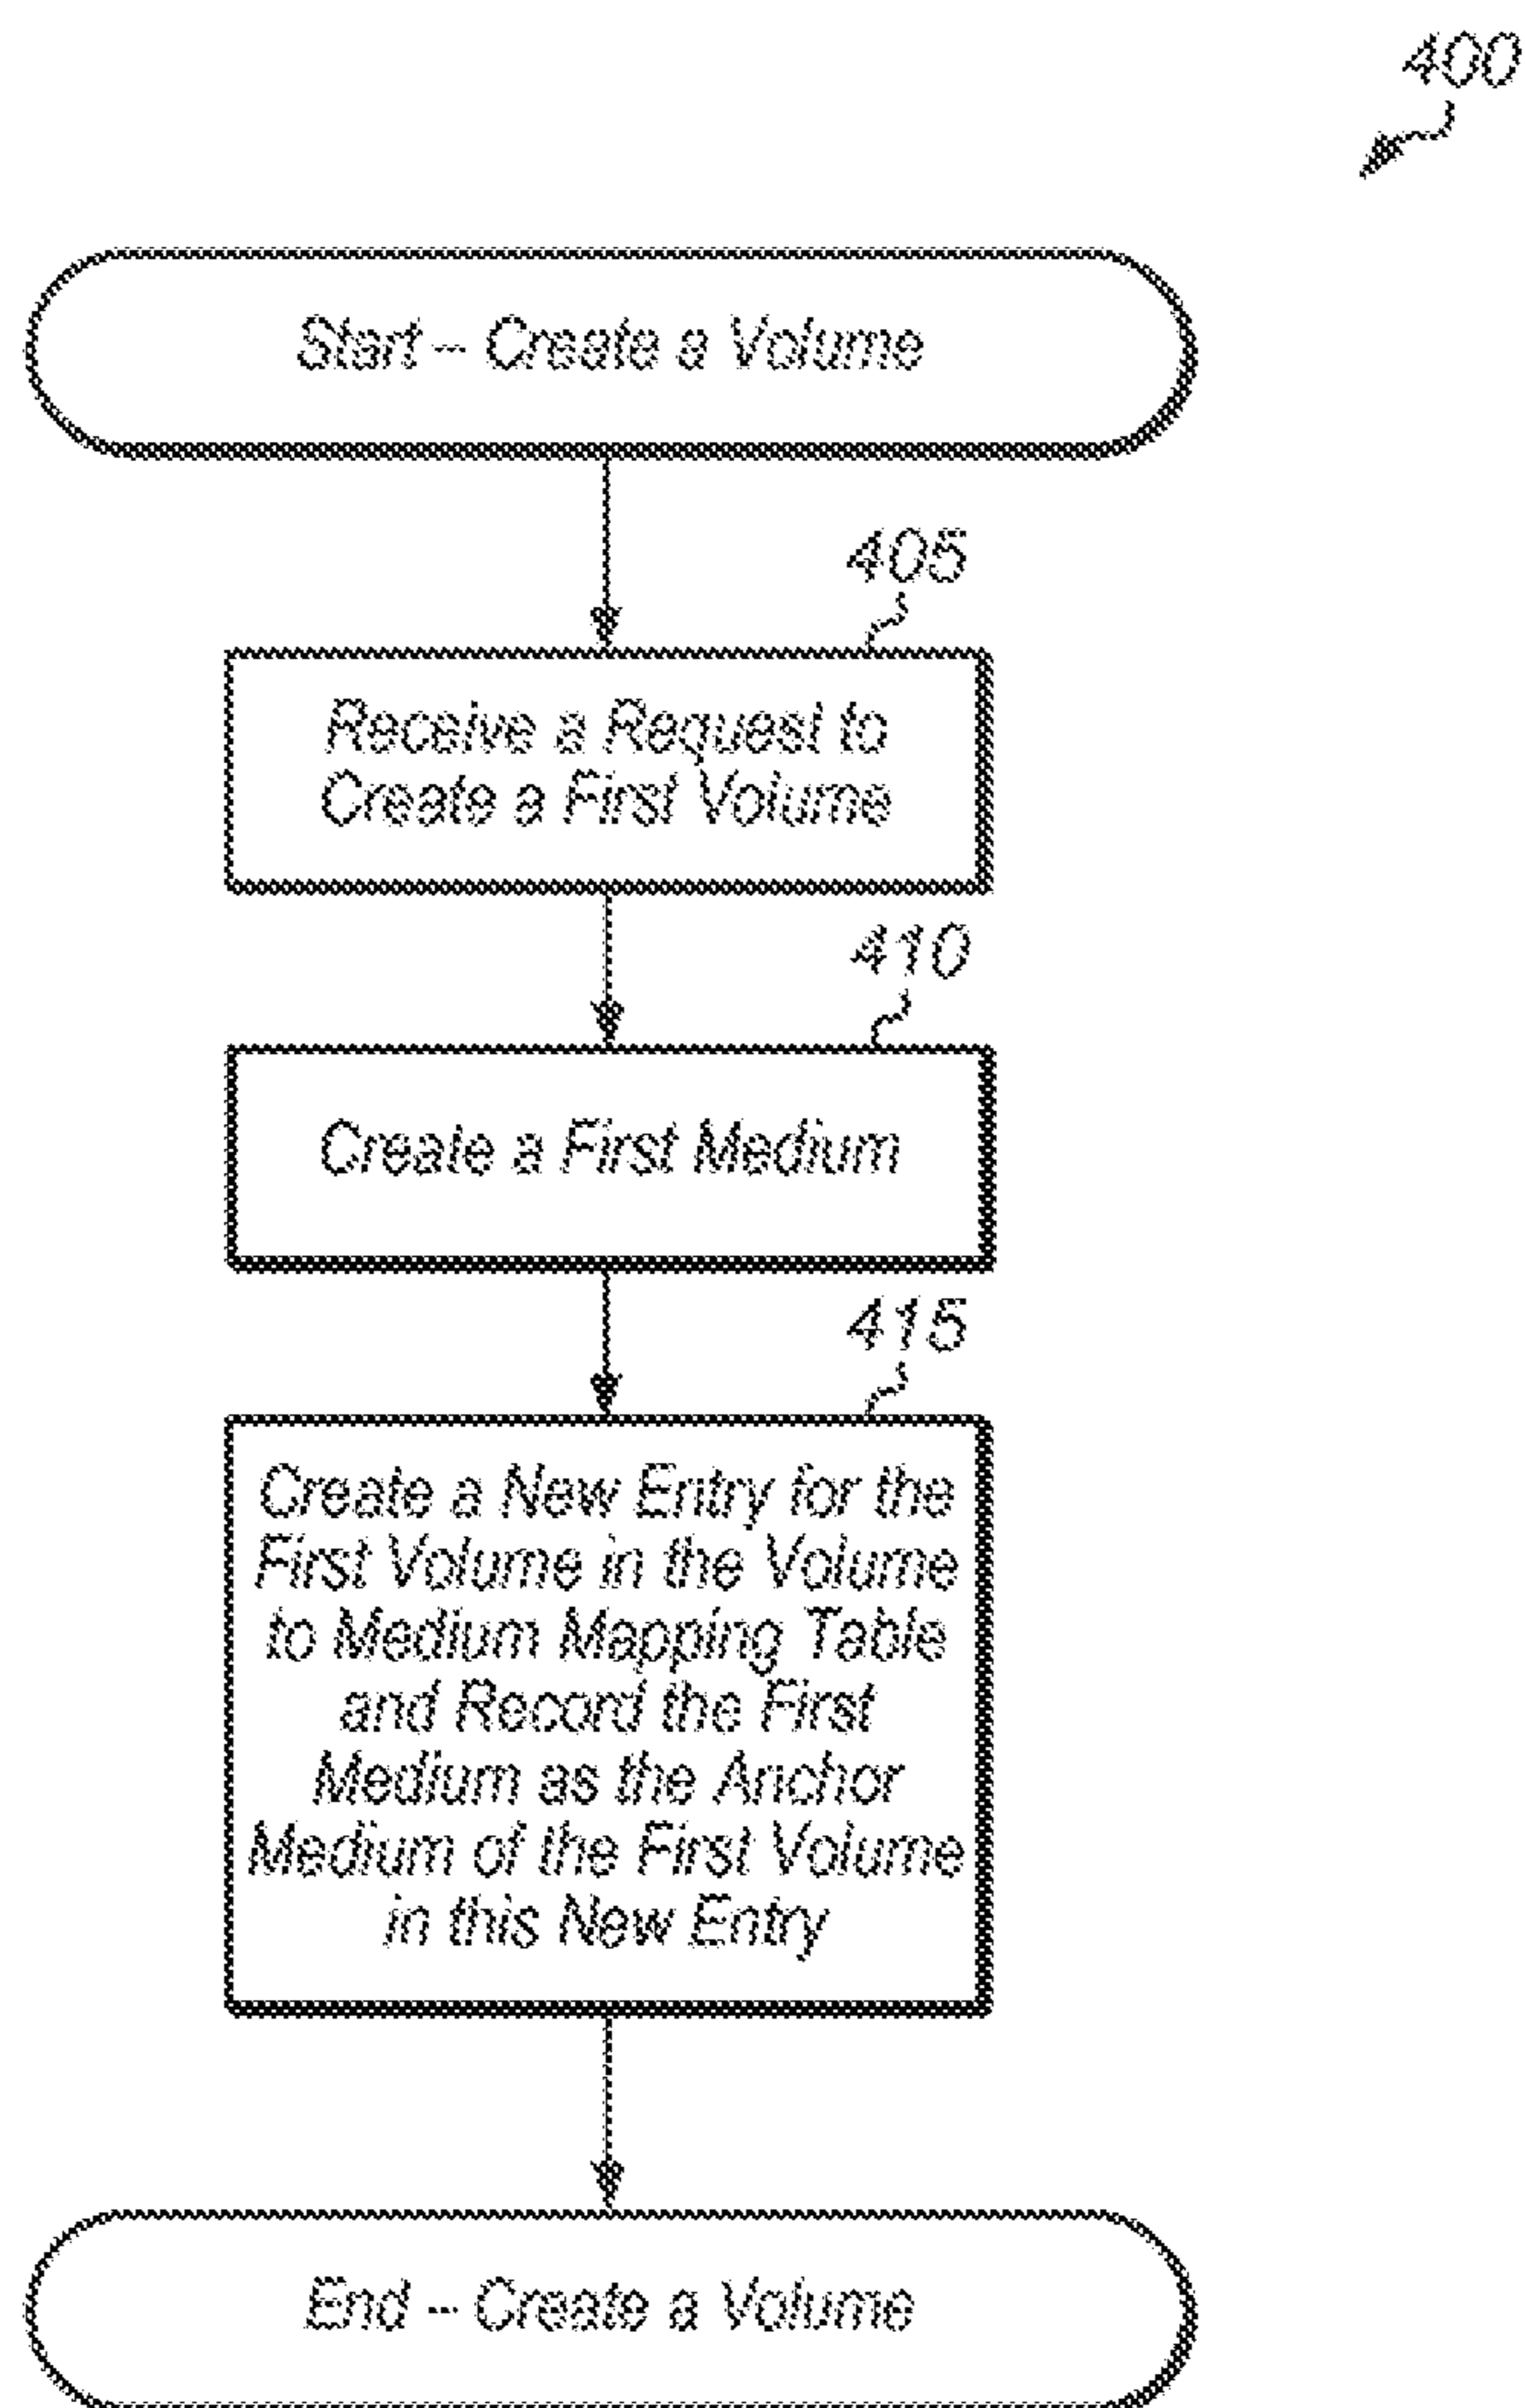 400
Start – Create a Volume
405
Receive a Request to
Create a First Volume
410
Create a First Medium
415
Create a New Entry for the
First Volume in the Volume
to Medium Mapping Table
and Record the First
Medium as the Anchor
Medium of the First Volume
in this New Entry
End – Create a Volume